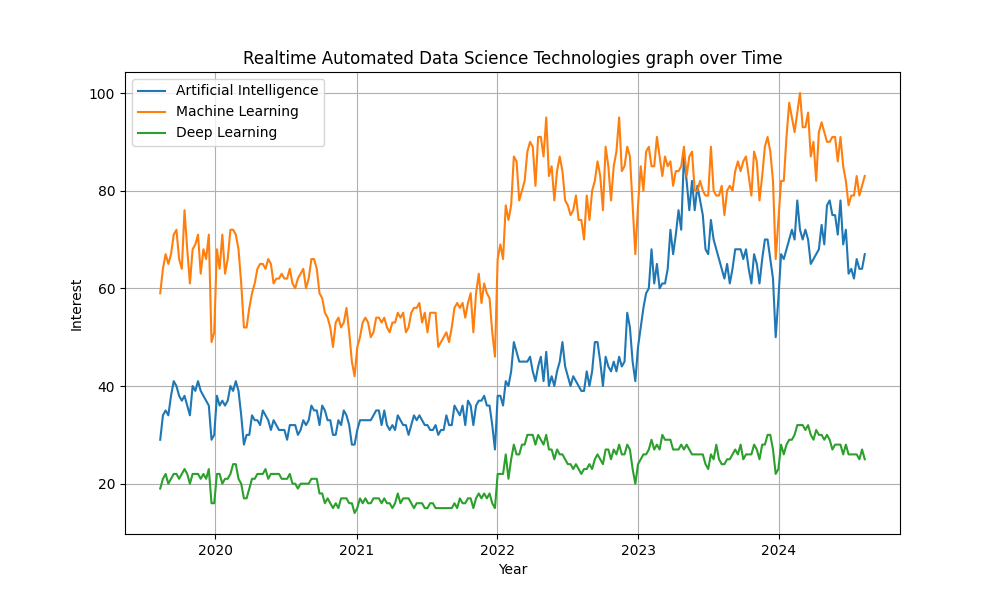 Realtime Automated Data Science Technologies graph over Time
Artificial Intelligence
Machine Learning
Deep Learning
100
80
60
40
20
Interest
2020 2021 2022 2023 2024
Year